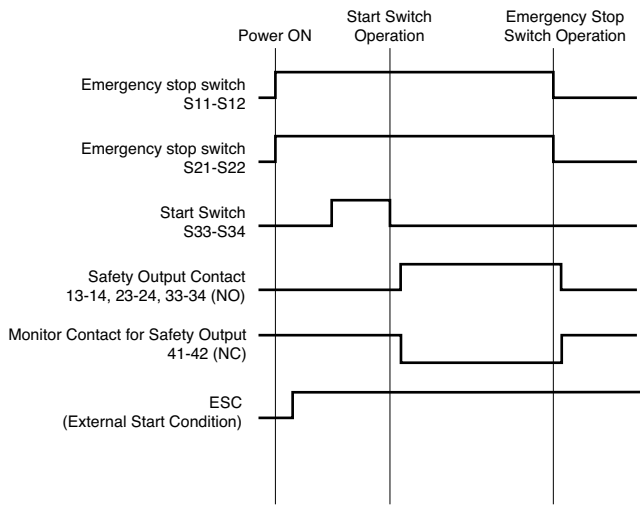 Power ON
Start Switch
Operation
Emergency Stop
Switch Operation
Emergency stop switch
S11-S12
Emergency stop switch
S21-S22
Start Switch
S33-S34
Safety Output Contact
13-14, 23-24, 33-34 (NO)
Monitor Contact for Safety Output
41-42 (NC)
ESC
(External Start Condition)